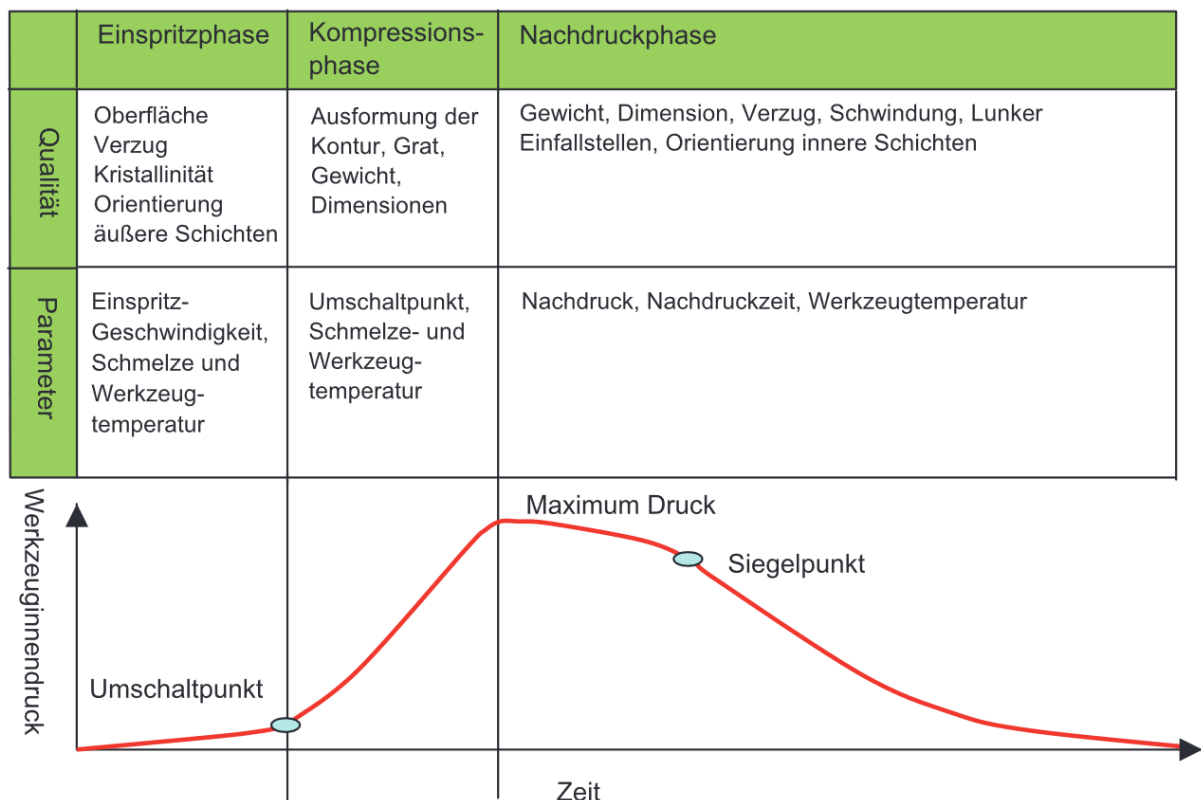 Einspritzphase
Kompressions-
phase
Nachdruckphase
Qualität
Oberfläche
Verzug
Kristallinität
Orientierung
äußere Schichten
Ausformung der
Kontur, Grat,
Gewicht,
Dimensionen
Gewicht, Dimension, Verzug, Schwindung, Lunker
Einfallstellen, Orientierung innere Schichten
Parameter
Einspritz-
Geschwindigkeit,
Schmelze und
Werkzeug-
temperatur
Umschaltpunkt,
Schmelze- und
Werkzeug-
temperatur
Nachdruck, Nachdruckzeit, Werkzeugtemperatur
Werkzeuginnendruck
Maximum Druck
Siegelpunkt
Umschaltpunkt
Zeit